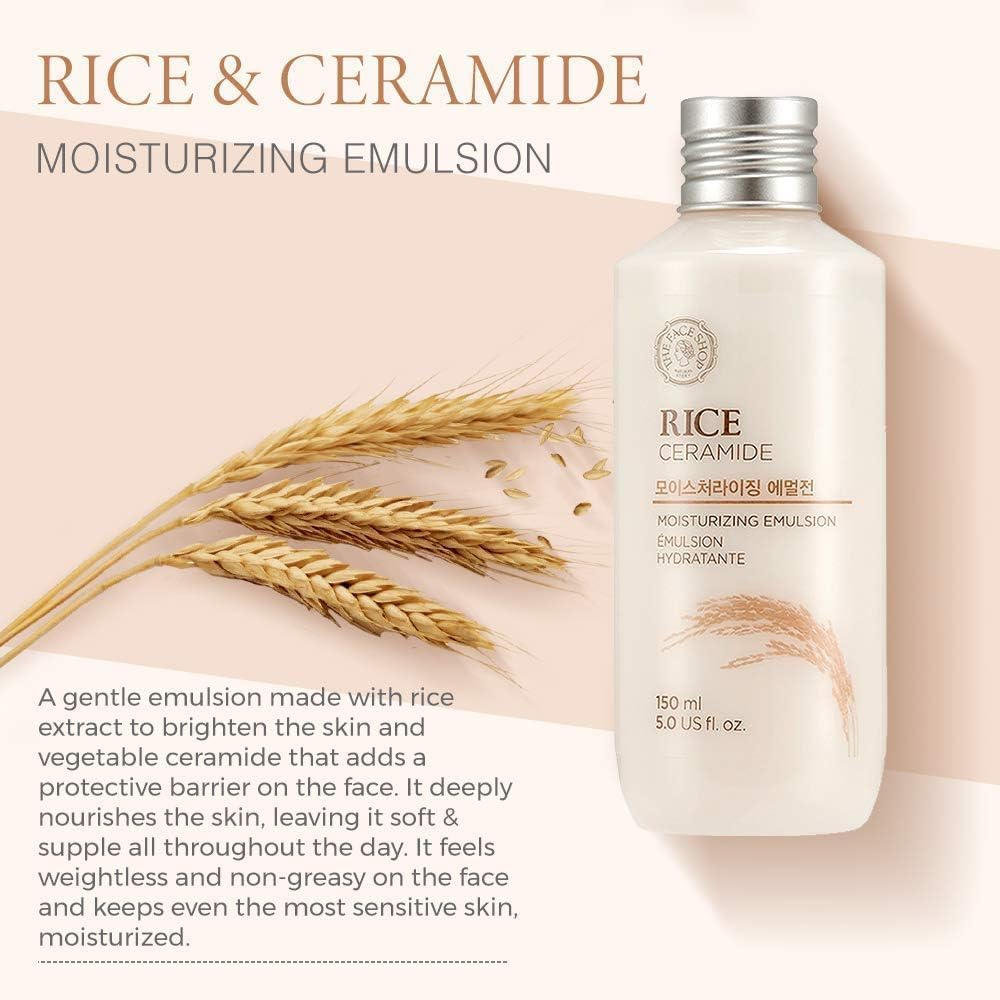 RICE & CERAMIDE
MOISTURIZING EMULSION
THE FACE SHOP
RICE
CERAMIDE
모이스처라이징 에멀전
MOISTURIZING EMULSION
ÉMULSION
HYDRATANTE
150 ml
5.0 US fl. oz.
A gentle emulsion made with rice
extract to brighten the skin and
vegetable ceramide that adds a
protective barrier on the face. It deeply
nourishes the skin, leaving it soft &
supple all throughout the day. It feels
weightless and non-greasy on the face
and keeps even the most sensitive skin,
moisturized.